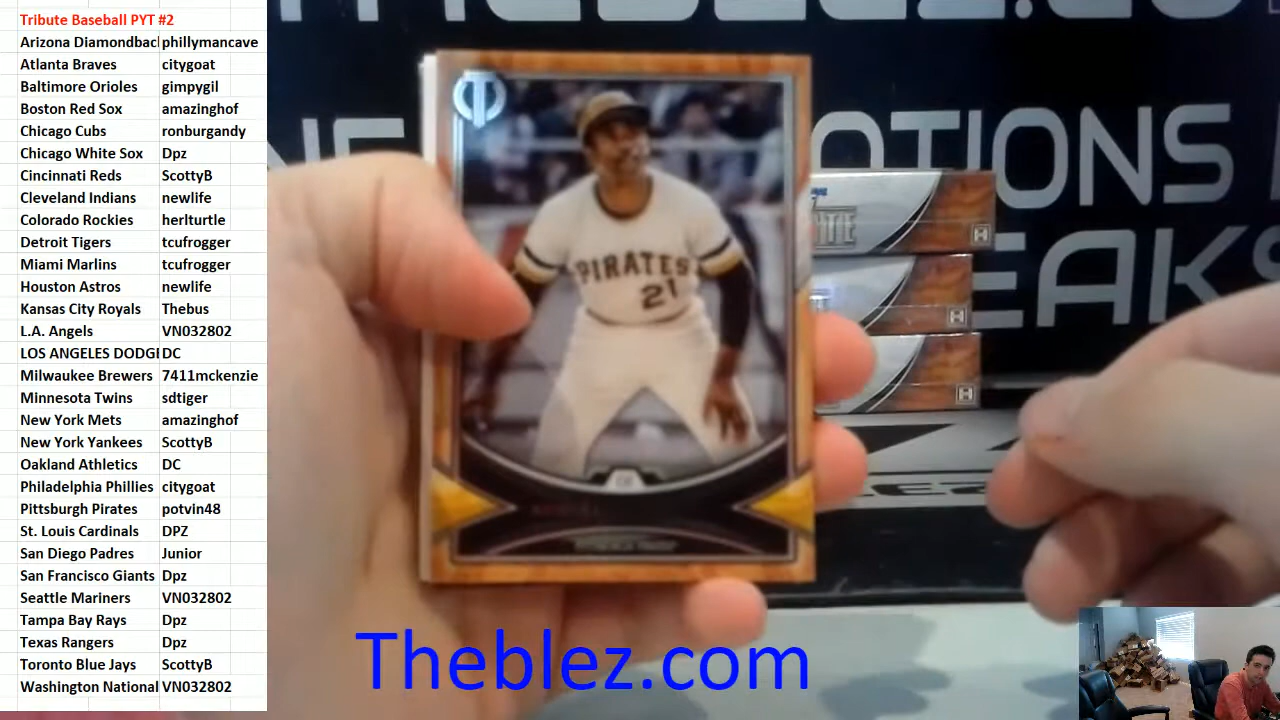 Tribute Baseball PYT #2
Arizona Diamondbac phillymancave
Atlanta Braves citygoat
Baltimore Orioles gimpygil
Boston Red Sox amazinghof
Chicago Cubs ronburgandy
Chicago White Sox Dpz
Cincinnati Reds ScottyB
Cleveland Indians newlife
Colorado Rockies herlturtle
Detroit Tigers tcufrogger
Miami Marlins tcufrogger
Houston Astros newlife
Kansas City Royals Thebus
L.A. Angels VN032802
LOS ANGELES DODGE DC
Milwaukee Brewers 7411mckenzie
Minnesota Twins sdtiger
New York Mets amazinghof
New York Yankees ScottyB
Oakland Athletics DC
Philadelphia Phillies citygoat
Pittsburgh Pirates potvin48
St. Louis Cardinals DPZ
San Diego Padres Junior
San Francisco Giants Dpz
Seattle Mariners VN032802
Tampa Bay Rays Dpz
Texas Rangers Dpz
Toronto Blue Jays ScottyB
Washington National VN032802
PIRATES
21
Theblez.com